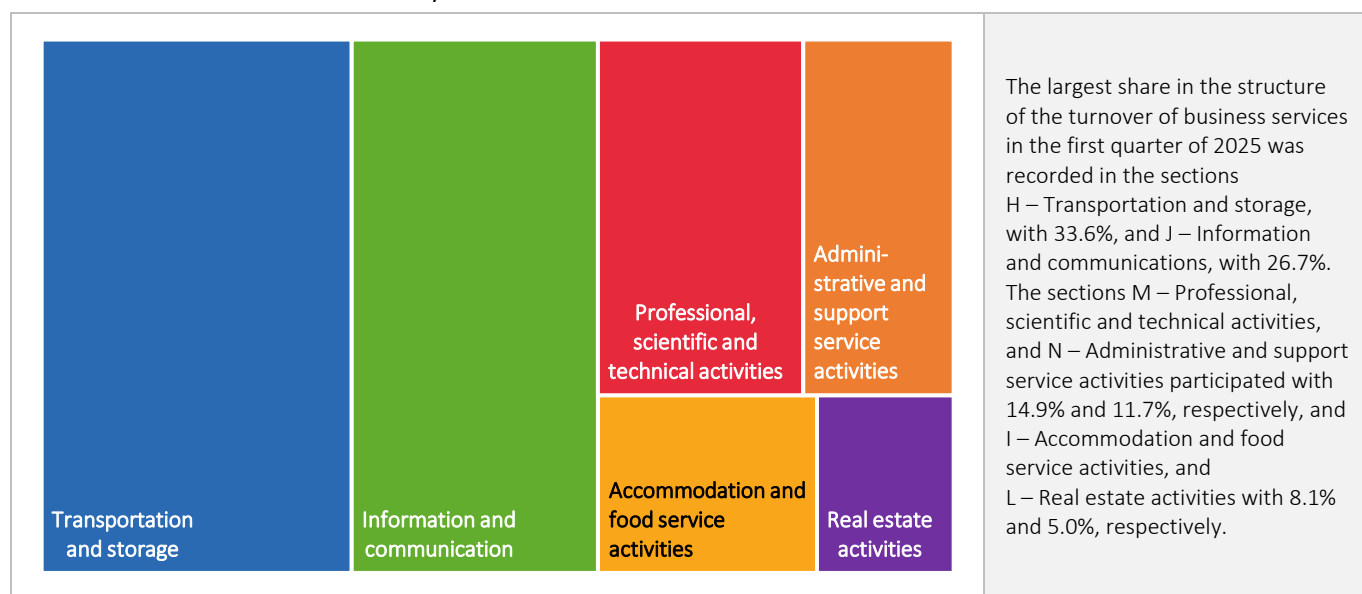 Transportation
and storage
Information and
communication
Professional,
scientific and
technical activities
Admini-
strative and
support
service
activities
Accommodation and
food service
activities
Real estate
activities
The largest share in the structure
of the turnover of business services
in the first quarter of 2025 was
recorded in the sections
H – Transportation and storage,
with 33.6%, and J – Information
and communications, with 26.7%.
The sections M – Professional,
scientific and technical activities,
and N – Administrative and support
service activities participated with
14.9% and 11.7%, respectively, and
I – Accommodation and food
service activities, and
L – Real estate activities with 8.1%
and 5.0%, respectively.